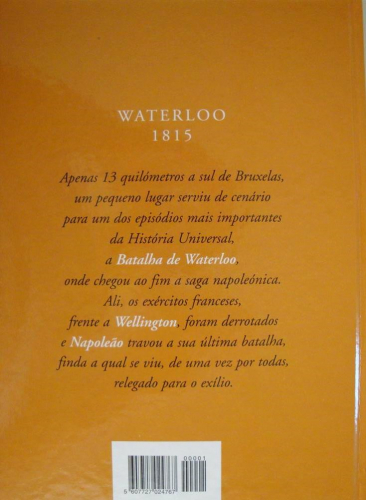 WATERLOO
1815
Apenas 13 quilómetros a sul de Bruxelas,
um pequeno lugar serviu de cenário
para um dos episódios mais importantes
da História Universal,
a Batalha de Waterloo,
onde chegou ao fim a saga napoleónica.
Ali, os exércitos franceses,
frente a Wellington, foram derrotados
e Napoleão travou a sua última batalha,
finda a qual se viu, de uma vez por todas,
relegado para o exílio.
00001
5607727024767